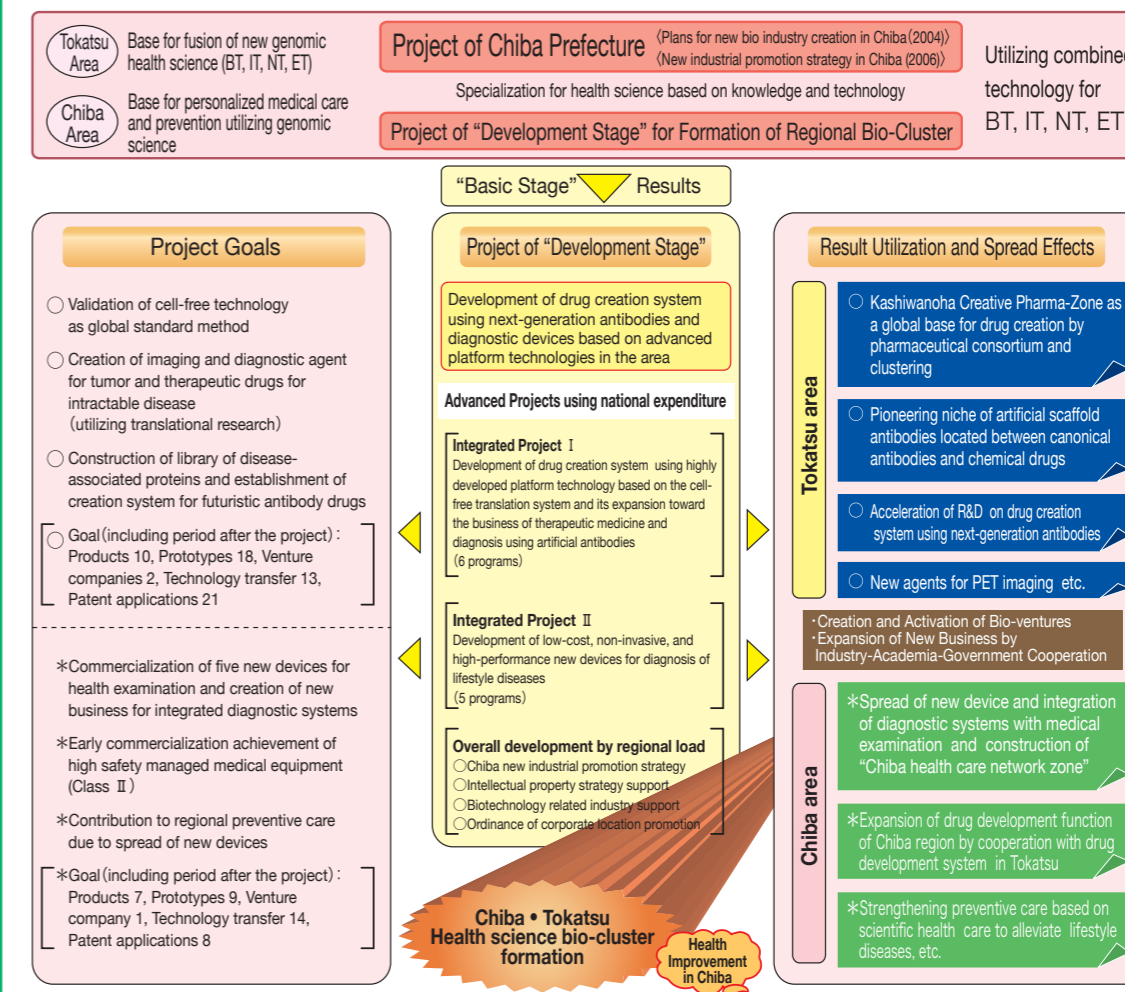 Tokatsu
Area
Base for fusion of new genomic
health science (BT, IT, NT, ET)
Chiba
Area
Base for personalized medical care
and prevention utilizing genomic
science
Project of Chiba Prefecture
〈Plans for new bio industry creation in Chiba(2004)〉
〈New industrial promotion strategy in Chiba (2006)〉
Specialization for health science based on knowledge and technology
Project of “Development Stage” for Formation of Regional Bio-Cluster
Utilizing combined
technology for
BT, IT, NT, ET
“Basic Stage” Results
Project Goals
○ Validation of cell-free technology
as global standard method
○ Creation of imaging and diagnostic agent
for tumor and therapeutic drugs for
intractable disease
(utilizing translational research)
○ Construction of library of disease-
associated proteins and establishment of
creation system for futuristic antibody drugs
○ Goal(including period after the project):
Products 10, Prototypes 18, Venture
companies 2, Technology transfer 13,
Patent applications 21
＊Commercialization of five new devices for
health examination and creation of new
business for integrated diagnostic systems
＊Early commercialization achievement of
high safety managed medical equipment
(Class Ⅱ)
＊Contribution to regional preventive care
due to spread of new devices
＊Goal(including period after the project):
Products 7, Prototypes 9, Venture
company 1, Technology transfer 14,
Patent applications 8
Project of “Development Stage”
Development of drug creation system
using next-generation antibodies and
diagnostic devices based on advanced
platform technologies in the area
Advanced Projects using national expenditure
Integrated Project Ⅰ
Development of drug creation system using highly
developed platform technology based on the cell-
free translation system and its expansion toward
the business of therapeutic medicine and
diagnosis using artificial antibodies
(6 programs)
Integrated Project Ⅱ
Development of low-cost, non-invasive, and
high-performance new devices for diagnosis of
lifestyle diseases
(5 programs)
Overall development by regional load
○Chiba new industrial promotion strategy
○Intellectual property strategy support
○Biotechnology related industry support
○Ordinance of corporate location promotion
Chiba • Tokatsu
Health science bio-cluster
formation
Health
Improvement
in Chiba
Result Utilization and Spread Effects
Tokatsu area
○ Kashiwanoha Creative Pharma-Zone as
a global base for drug creation by
pharmaceutical consortium and
clustering
○ Pioneering niche of artificial scaffold
antibodies located between canonical
antibodies and chemical drugs
○ Acceleration of R&D on drug creation
system using next-generation antibodies
○ New agents for PET imaging etc.
・Creation and Activation of Bio-ventures
・Expansion of New Business by
Industry-Academia-Government Cooperation
Chiba area
＊Spread of new device and integration
of diagnostic systems with medical
examination and construction of
“Chiba health care network zone”
＊Expansion of drug development function
of Chiba region by cooperation with drug
development system in Tokatsu
＊Strengthening preventive care based on
scientific health care to alleviate lifestyle
diseases, etc.